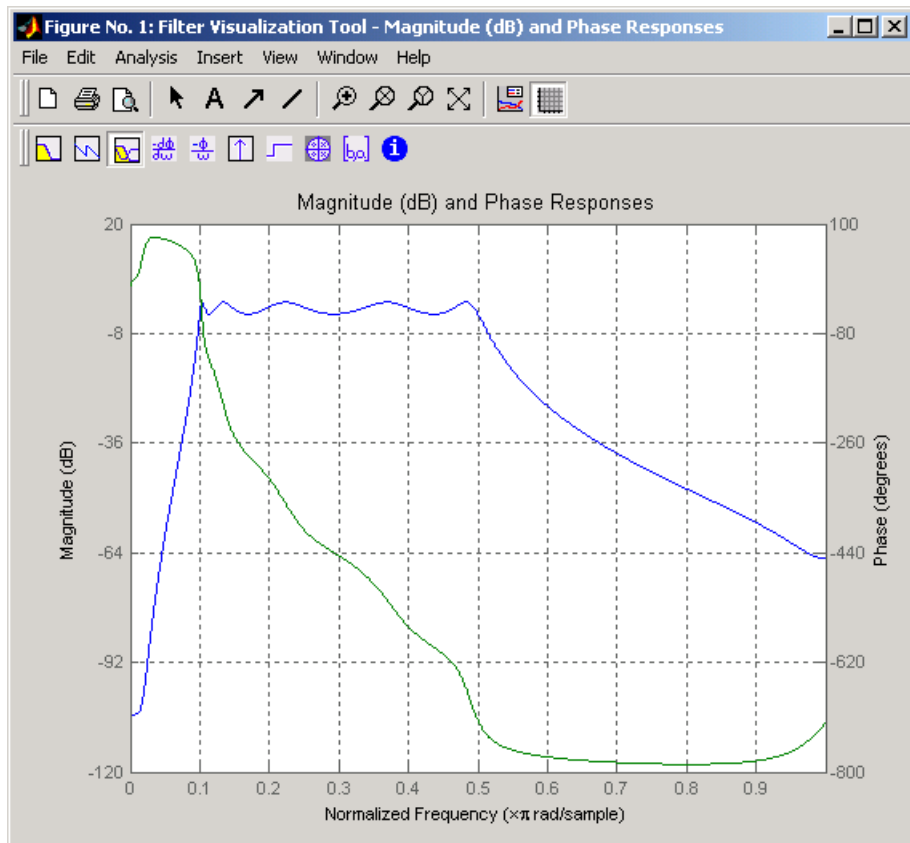 Figure No. 1: Filter Visualization Tool - Magnitude (dB) and Phase Responses
File Edit Analysis Insert View Window Help
A
-dϕ
dω
-ϕ
ω
[b,a]
i
Magnitude (dB) and Phase Responses
20
-8
-36
-64
-92
-120
Magnitude (dB)
100
-80
-260
-440
-620
-800
Phase (degrees)
0 0.1 0.2 0.3 0.4 0.5 0.6 0.7 0.8 0.9
Normalized Frequency (×π rad/sample)